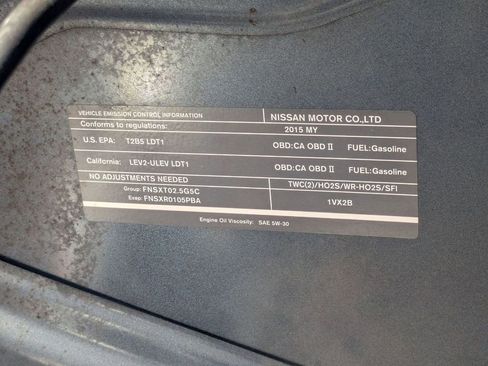 VEHICLE EMISSION CONTROL INFORMATION NISSAN MOTOR CO.,LTD
Conforms to regulations: 2015 MY
U.S. EPA: T2B5 LDT1 OBD:CA OBD II FUEL:Gasoline
California: LEV2-ULEV LDT1 OBD:CA OBD II FUEL:Gasoline
NO ADJUSTMENTS NEEDED TWC(2)/HO2S/WR-HO2S/SFI
Group: FNSXT02.5G5C
Evap: FNSXR0105PBA 1VX2B
Engine Oil Viscosity: SAE 5W-30